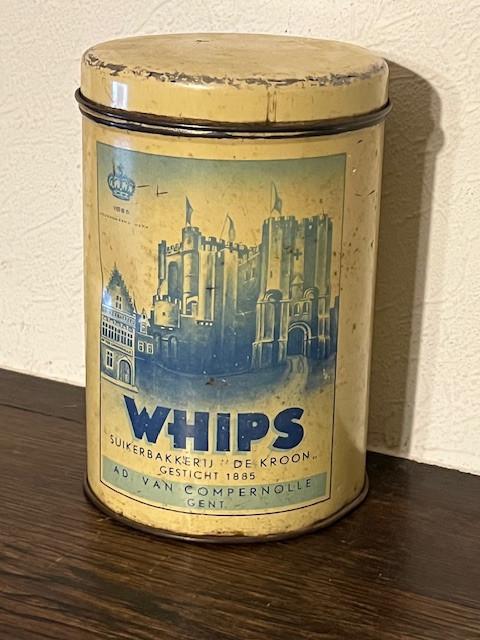 WHIPS
SUIKERBAKKERIJ "DE KROON„
GESTICHT 1885
AD. VAN COMPERNOLLE
GENT